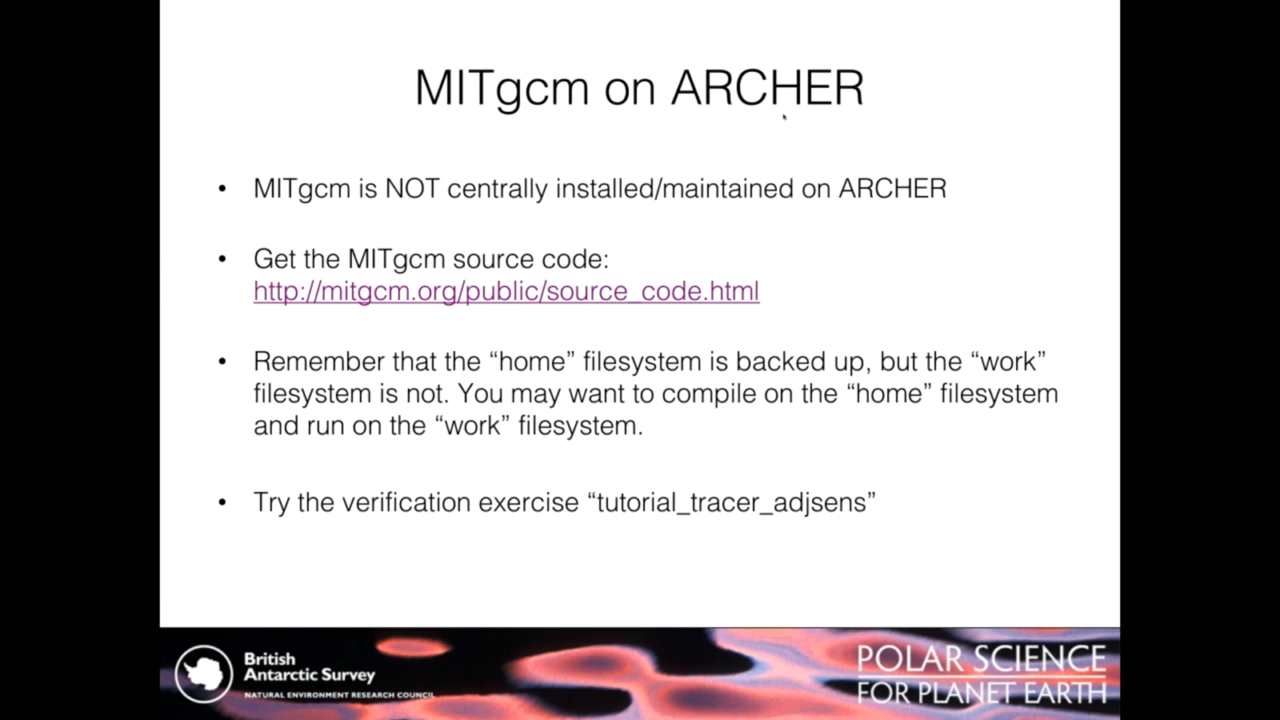 MITgcm on ARCHER
• MITgcm is NOT centrally installed/maintained on ARCHER
• Get the MITgcm source code:
http://mitgcm.org/public/source_code.html
• Remember that the “home” filesystem is backed up, but the “work”
filesystem is not. You may want to compile on the “home” filesystem
and run on the “work” filesystem.
• Try the verification exercise “tutorial_tracer_adjsens”
British
Antarctic Survey
NATURAL ENVIRONMENT RESEARCH COUNCIL
POLAR SCIENCE
FOR PLANET EARTH